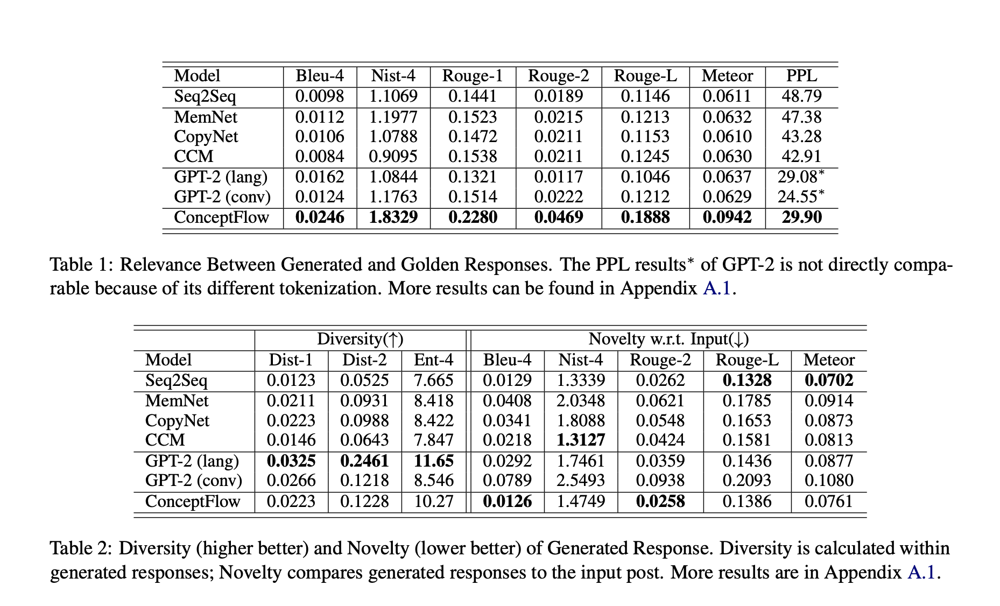 Model Bleu-4 Nist-4 Rouge-1 Rouge-2 Rouge-L Meteor PPL
Seq2Seq 0.0098 1.1069 0.1441 0.0189 0.1146 0.0611 48.79
MemNet 0.0112 1.1977 0.1523 0.0215 0.1213 0.0632 47.38
CopyNet 0.0106 1.0788 0.1472 0.0211 0.1153 0.0610 43.28
CCM 0.0084 0.9095 0.1538 0.0211 0.1245 0.0630 42.91
GPT-2 (lang) 0.0162 1.0844 0.1321 0.0117 0.1046 0.0637 29.08*
GPT-2 (conv) 0.0124 1.1763 0.1514 0.0222 0.1212 0.0629 24.55*
ConceptFlow 0.0246 1.8329 0.2280 0.0469 0.1888 0.0942 29.90
Table 1: Relevance Between Generated and Golden Responses. The PPL results* of GPT-2 is not directly compa-
rable because of its different tokenization. More results can be found in Appendix A.1.
Diversity(↑) Novelty w.r.t. Input(↓)
Model Dist-1 Dist-2 Ent-4 Bleu-4 Nist-4 Rouge-2 Rouge-L Meteor
Seq2Seq 0.0123 0.0525 7.665 0.0129 1.3339 0.0262 0.1328 0.0702
MemNet 0.0211 0.0931 8.418 0.0408 2.0348 0.0621 0.1785 0.0914
CopyNet 0.0223 0.0988 8.422 0.0341 1.8088 0.0548 0.1653 0.0873
CCM 0.0146 0.0643 7.847 0.0218 1.3127 0.0424 0.1581 0.0813
GPT-2 (lang) 0.0325 0.2461 11.65 0.0292 1.7461 0.0359 0.1436 0.0877
GPT-2 (conv) 0.0266 0.1218 8.546 0.0789 2.5493 0.0938 0.2093 0.1080
ConceptFlow 0.0223 0.1228 10.27 0.0126 1.4749 0.0258 0.1386 0.0761
Table 2: Diversity (higher better) and Novelty (lower better) of Generated Response. Diversity is calculated within
generated responses; Novelty compares generated responses to the input post. More results are in Appendix A.1.